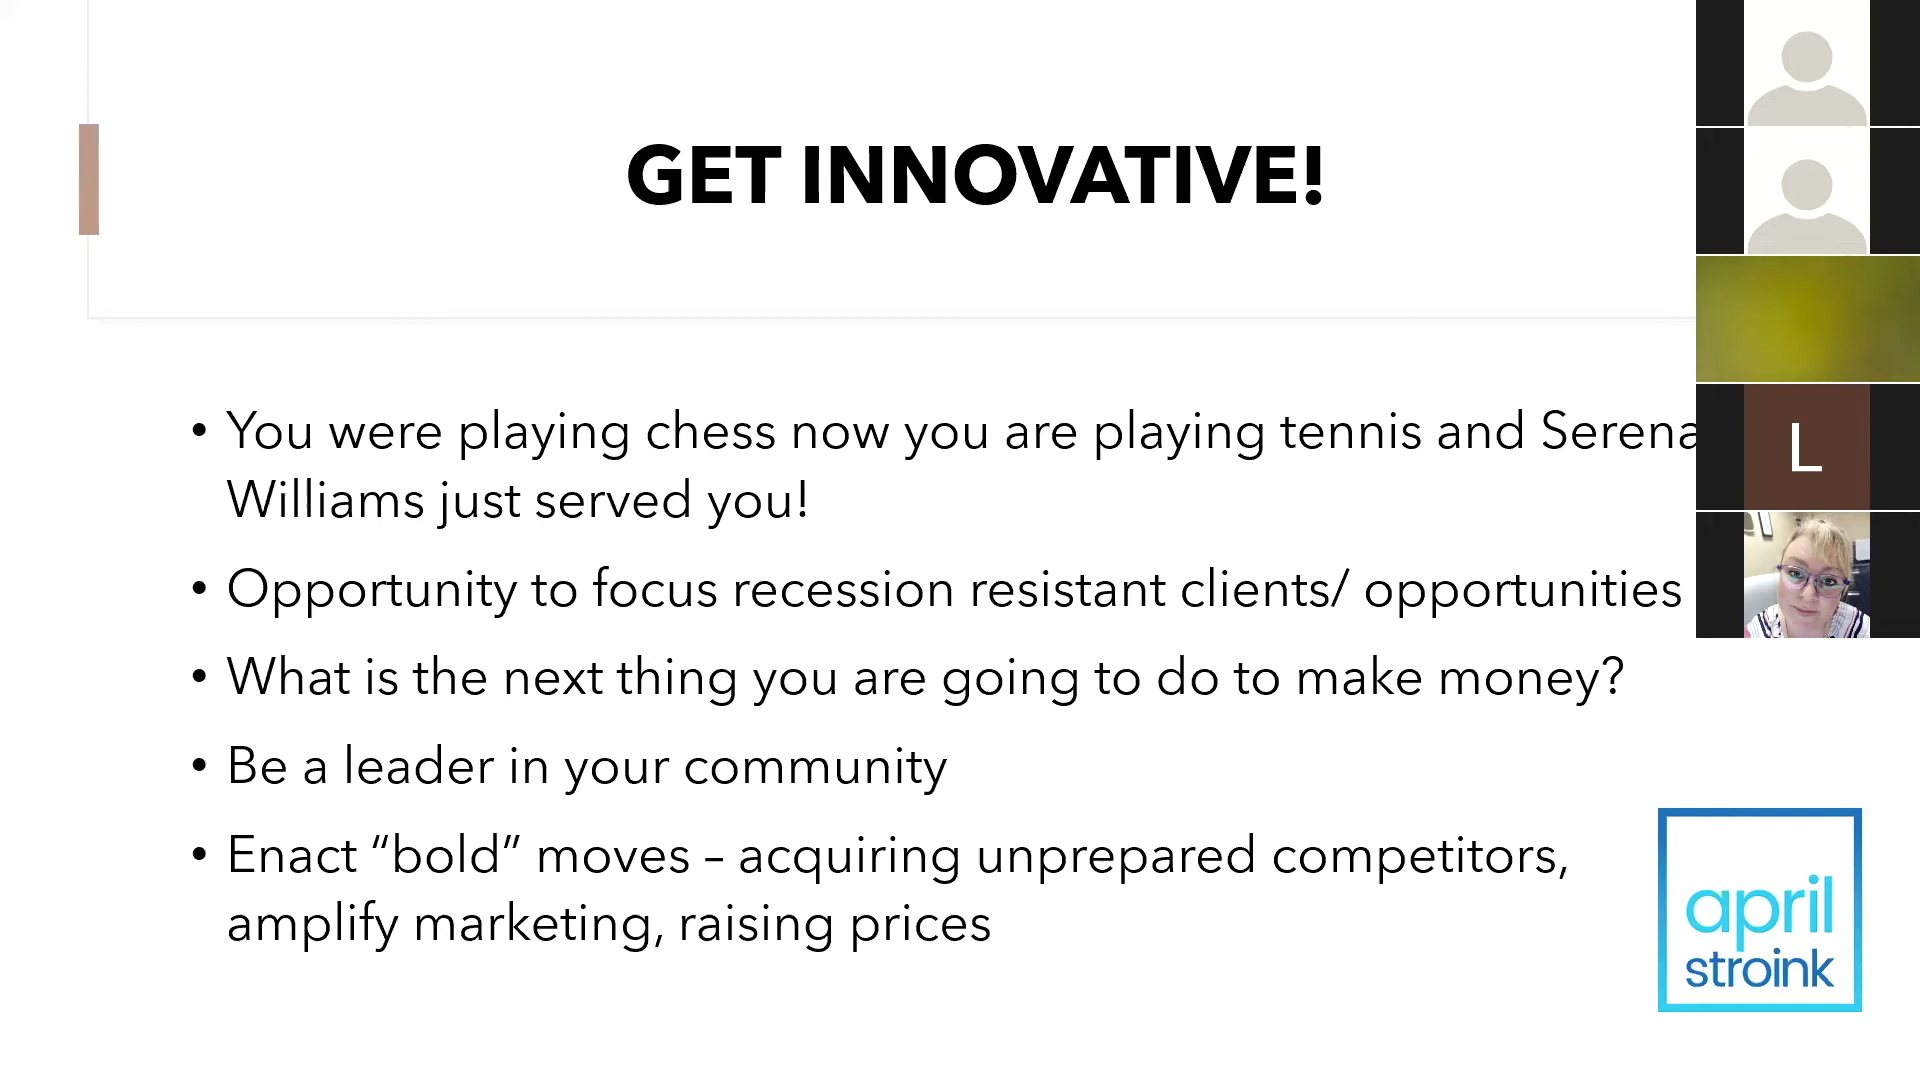 GET INNOVATIVE!
• You were playing chess now you are playing tennis and Serena
Williams just served you!
• Opportunity to focus recession resistant clients/ opportunities
• What is the next thing you are going to do to make money?
• Be a leader in your community
• Enact “bold” moves – acquiring unprepared competitors,
amplify marketing, raising prices
L
april
stroink